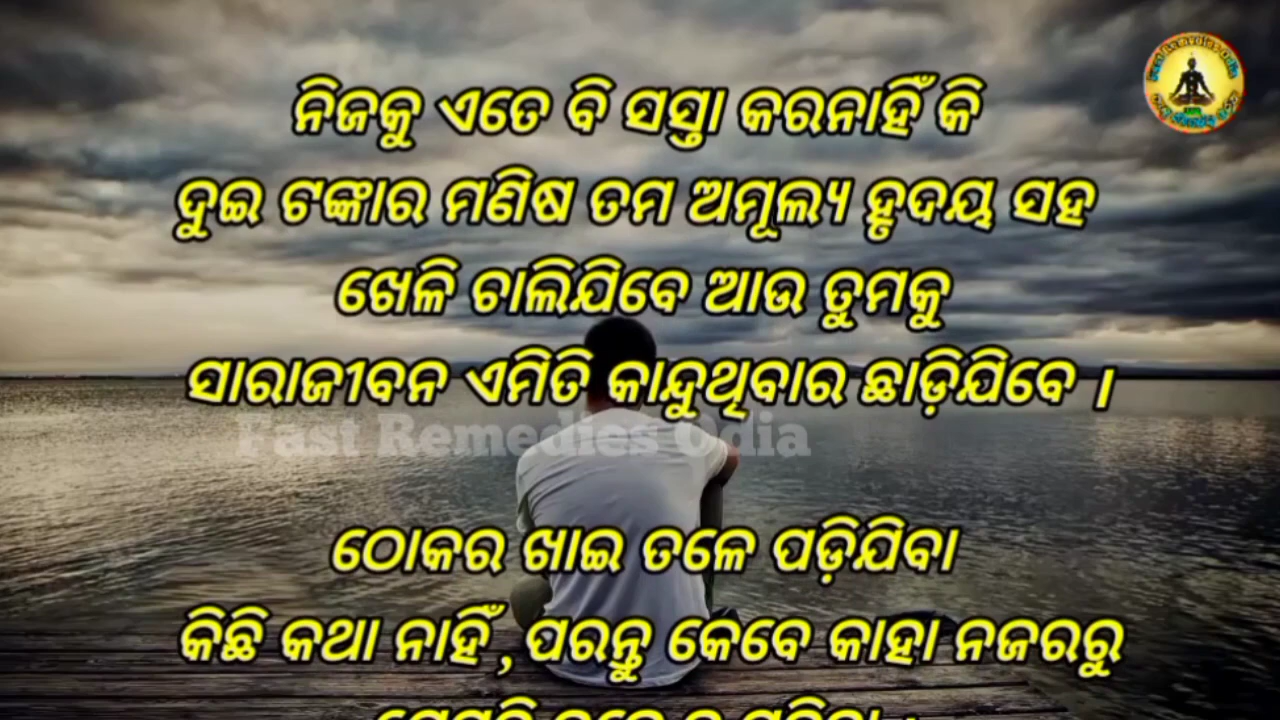 ନିଜକୁ ଏତେ ବି ସସ୍ତା କରନାହିଁ କି
ଦୁଇ ଟଙ୍କାର ମଣିଷ ତମ ଅମୂଲ୍ୟ ହୃଦୟ ସହ
ଖେଳି ଚାଲିଯିବେ ଆଉ ତୁମକୁ
ସାରାଜୀବନ ଏମିତି କାନ୍ଦୁଥିବାର ଛାଡ଼ିଯିବେ ।
Fast Remedies Odia
ଠୋକର ଖାଇ ତଳେ ପଡ଼ିଯିବା
କିଛି କଥା ନାହିଁ , ପରନ୍ତୁ କେବେ କାହା ନଜରରୁ